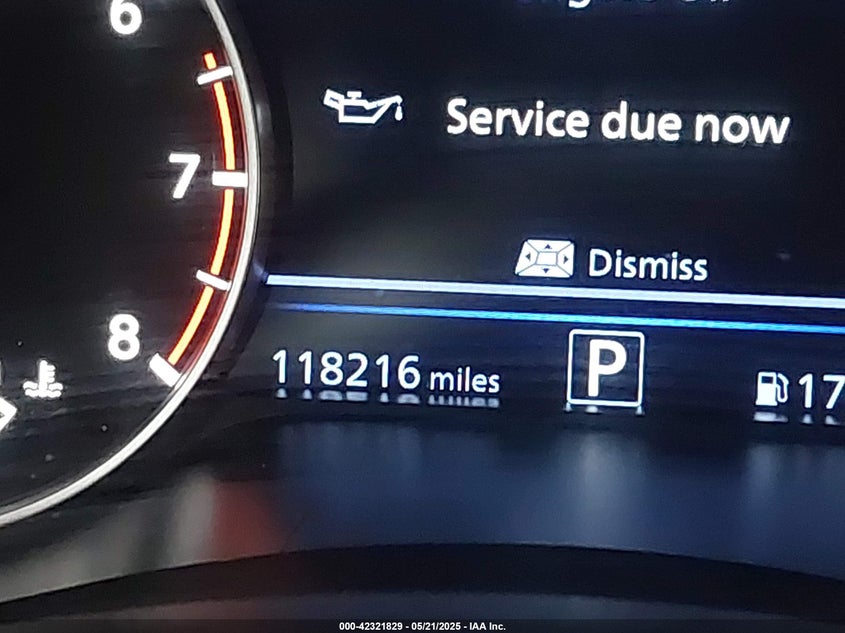 6
Service due now
7
Dismiss
8
118216 miles
P
17
000-42321829 - 05/21/2025 - IAA Inc.